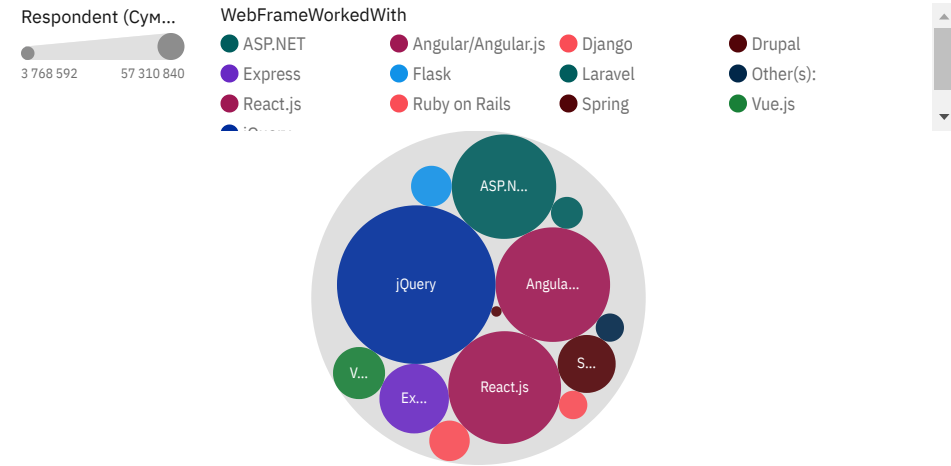 Respondent (Сум...
3 768 592 57 310 840
WebFrameWorkedWith
ASP.NET Angular/Angular.js Django Drupal
Express Flask Laravel Other(s):
React.js Ruby on Rails Spring Vue.js
jQuery
ASP.N...
jQuery
Angula...
S...
V...
Ex...
React.js